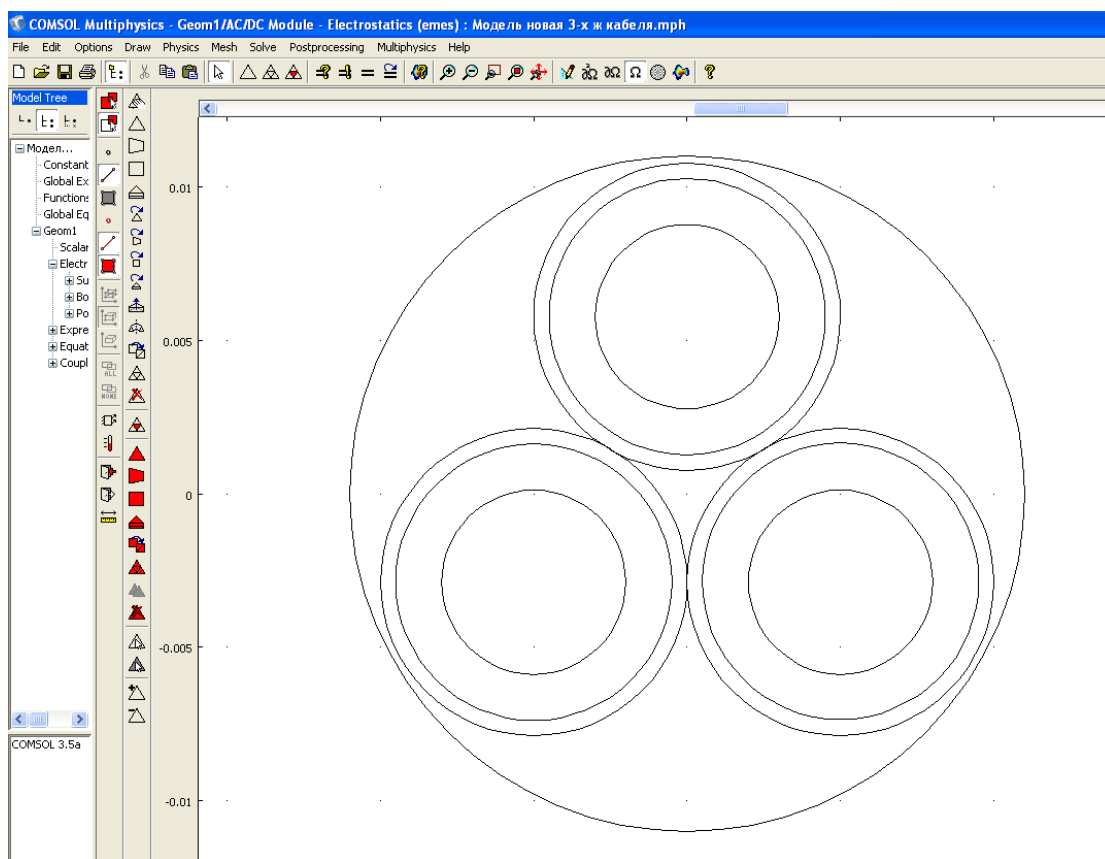 COMSOL Multiphysics - Geom1/AC/DC Module - Electrostatics (emes) : Модель новая 3-х ж кабеля.mph
File Edit Options Draw Physics Mesh Solve Postprocessing Multiphysics Help
Model Tree
Модел...
Constant
Global Ex
Functions
Global Eq
Geom1
Scalar
Electr
Su
Bo
Po
Expre
Equat
Coupl
ALL
NONE
COMSOL 3.5a
0.01
0.005
0
-0.005
-0.01